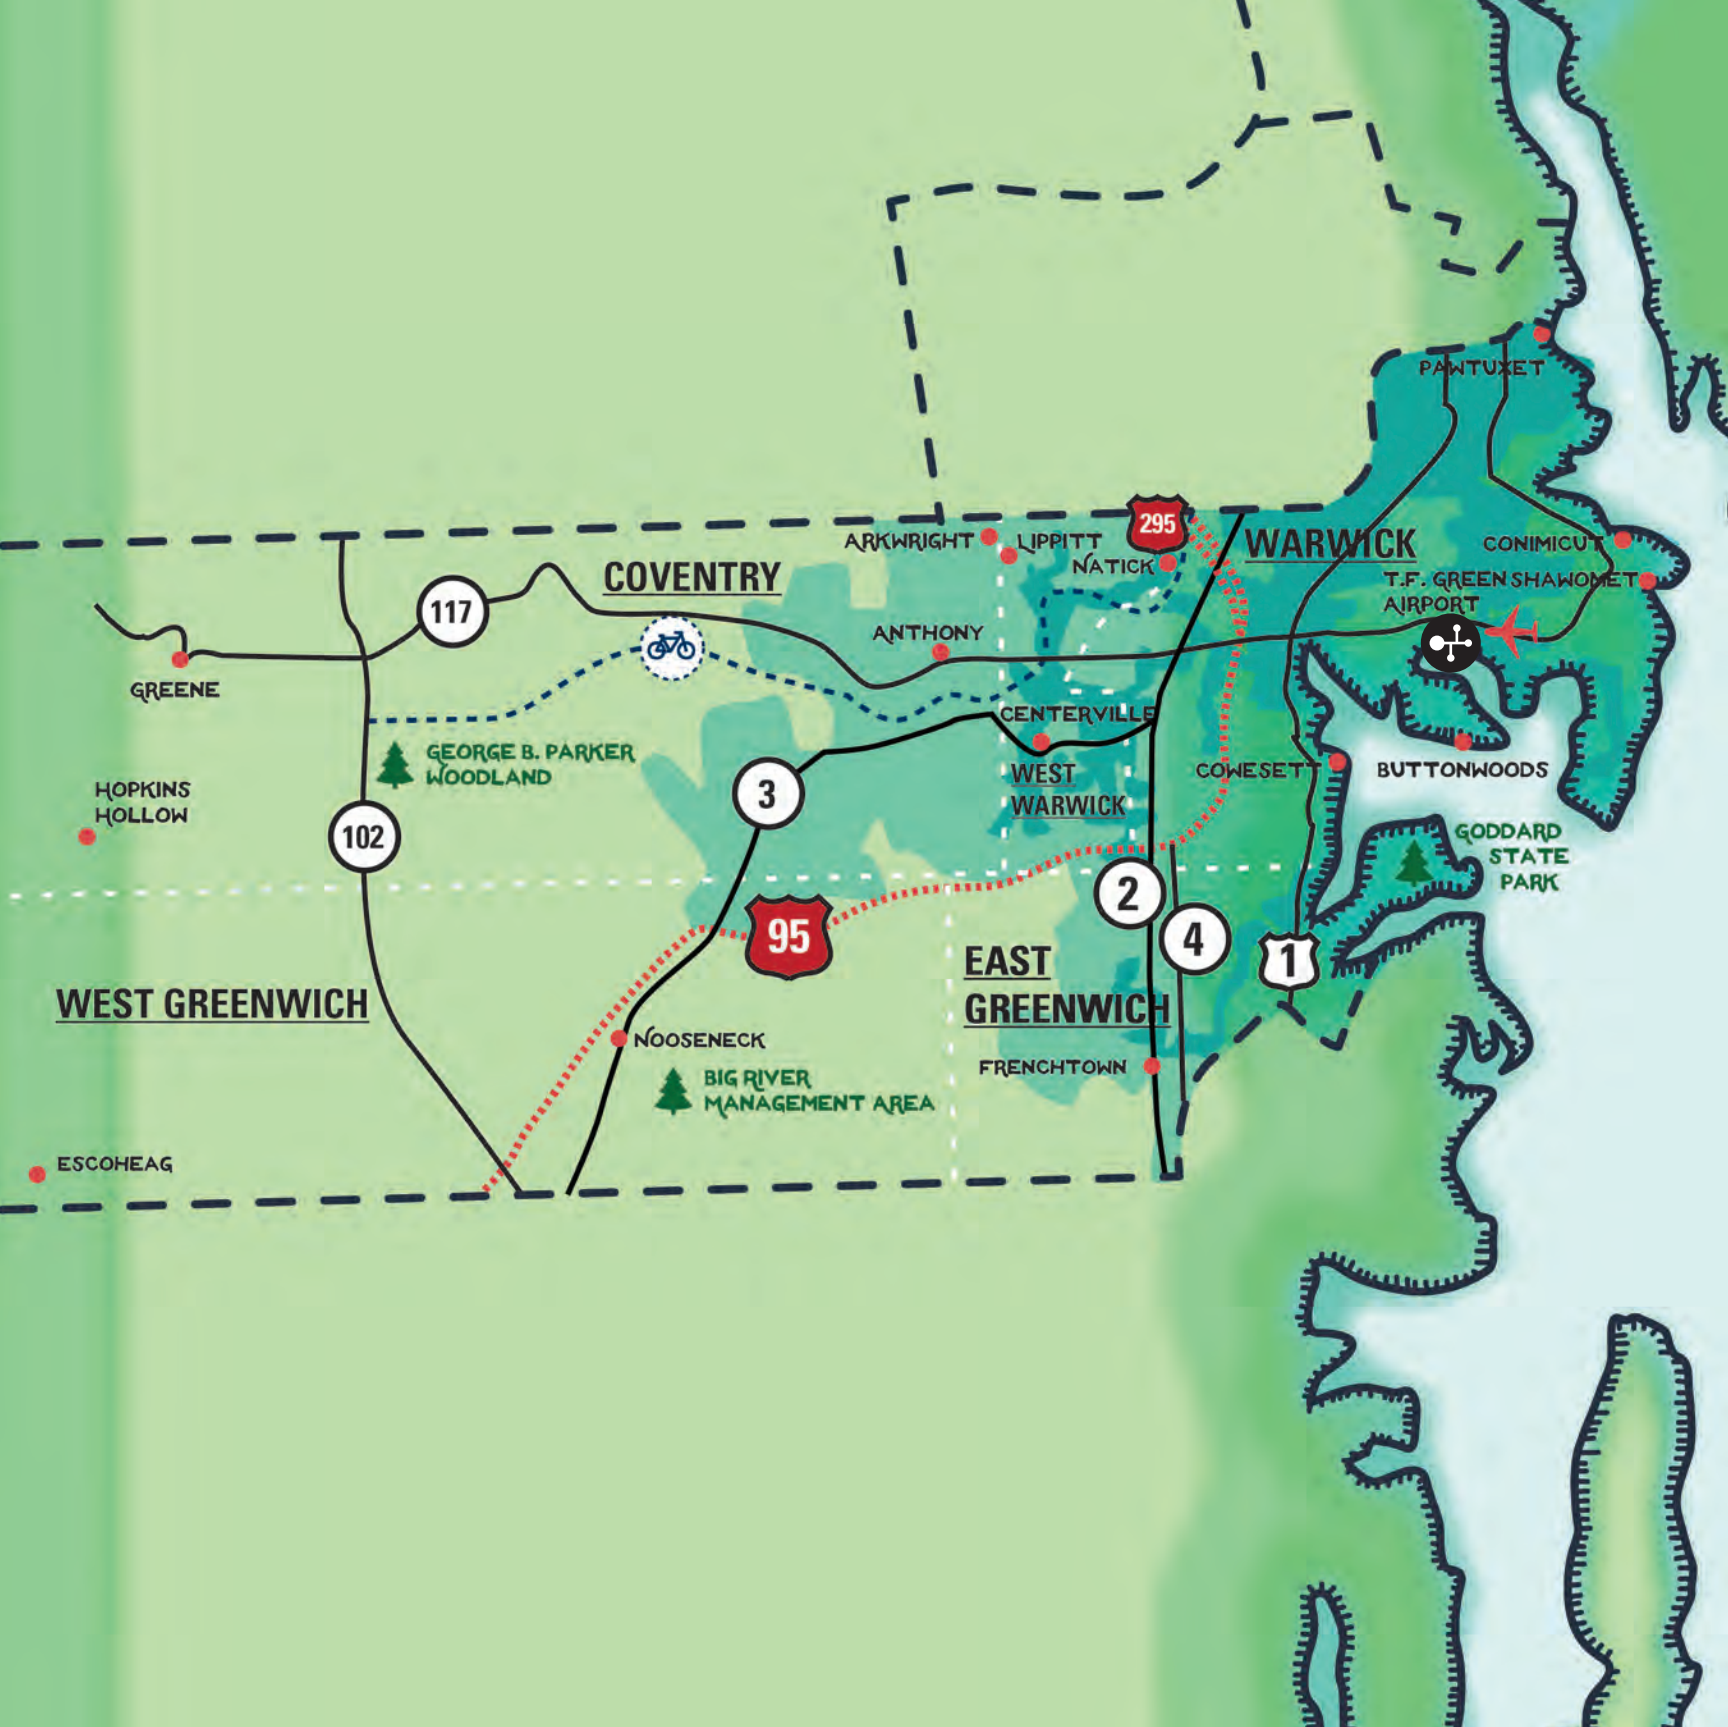 PAWTUXET
295
WARWICK
ARKWRIGHT
LIPPITT
NATICK
CONIMICUT
COVENTRY
T.F. GREEN
AIRPORT
SHAWOMET
117
ANTHONY
GREENE
CENTERVILLE
GEORGE B. PARKER
WOODLAND
COWESETT
BUTTONWOODS
WEST
WARWICK
HOPKINS
HOLLOW
3
102
GODDARD
STATE
PARK
2
95
4
1
EAST
GREENWICH
WEST GREENWICH
NOOSENECK
FRENCHTOWN
BIG RIVER
MANAGEMENT AREA
ESCOHEAG